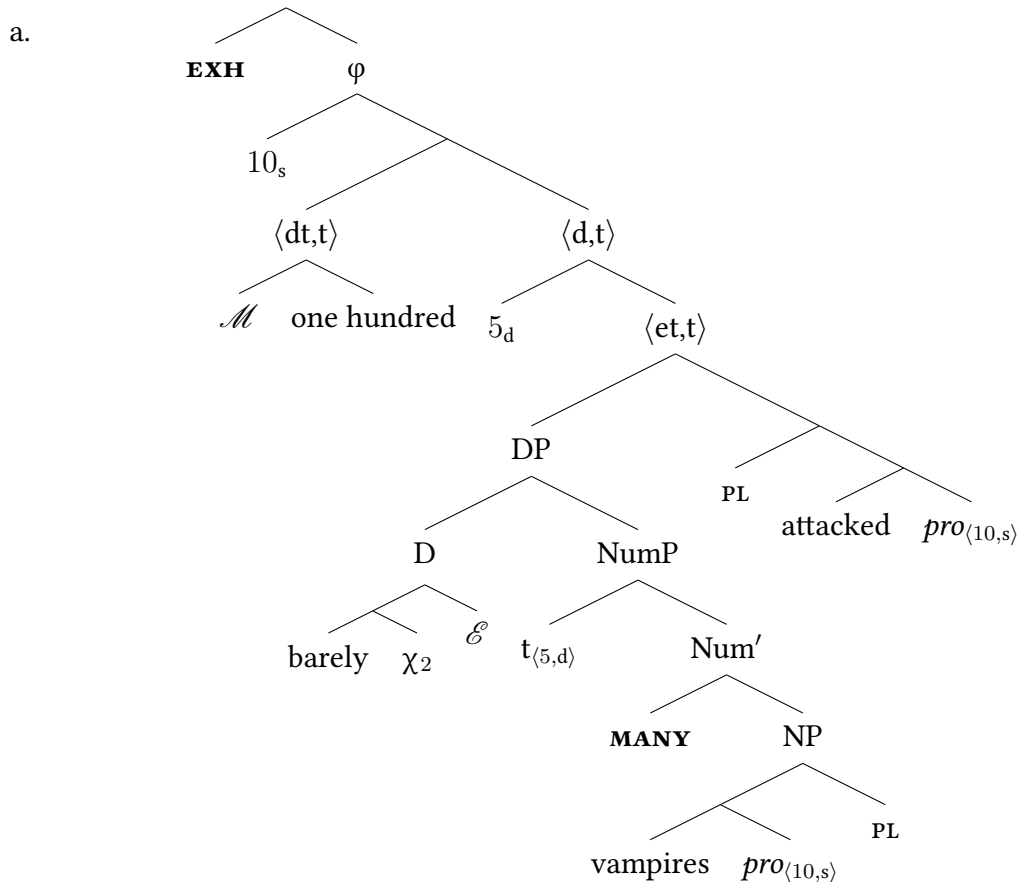 a.
EXH φ
10ₛ
⟨dt,t⟩ ⟨d,t⟩
ℳ one hundred 5_d ⟨et,t⟩
DP
PL
attacked pro⟨10,s⟩
D NumP
barely χ₂ ℰ t⟨5,d⟩ Num′
MANY NP
PL
vampires pro⟨10,s⟩